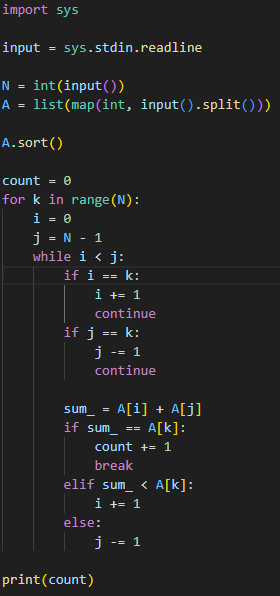 import sys

input = sys.stdin.readline

N = int(input())
A = list(map(int, input().split()))

A.sort()

count = 0
for k in range(N):
    i = 0
    j = N - 1
    while i < j:
        if i == k:
            i += 1
            continue
        if j == k:
            j -= 1
            continue

        sum_ = A[i] + A[j]
        if sum_ == A[k]:
            count += 1
            break
        elif sum_ < A[k]:
            i += 1
        else:
            j -= 1

print(count)